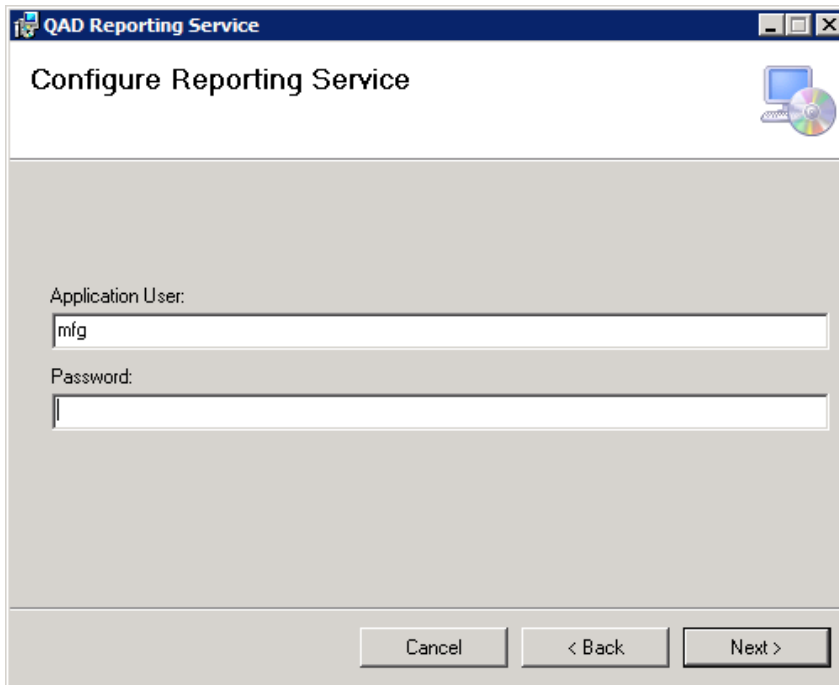 QAD Reporting Service
Configure Reporting Service
Application User:
mfg
Password:
Cancel
< Back
Next >